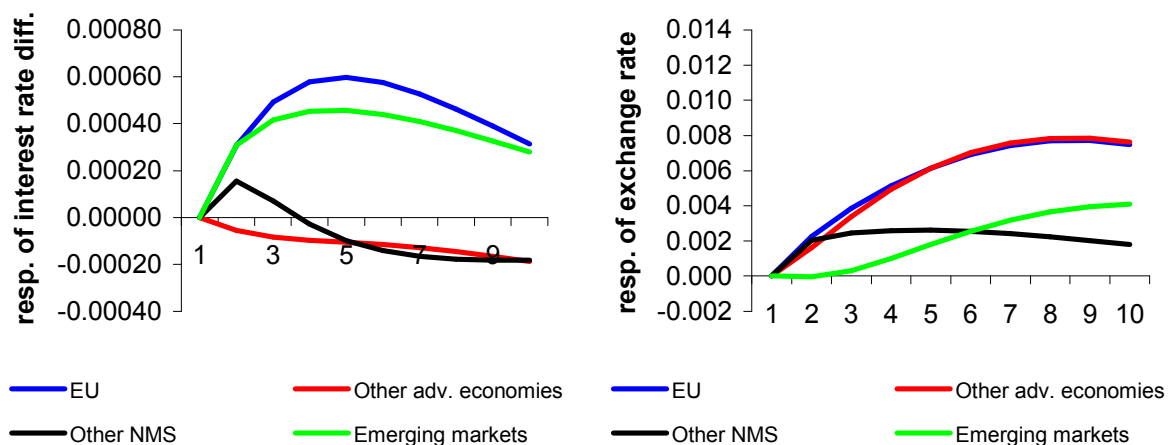 resp. of interest rate diff.
0.00080
0.00060
0.00040
0.00020
0.00000
-0.00020
-0.00040
1 3 5 7 9
EU
Other adv. economies
Other NMS
Emerging markets
resp. of exchange rate
0.014
0.012
0.010
0.008
0.006
0.004
0.002
0.000
-0.002
1 2 3 4 5 6 7 8 9 10
EU
Other adv. economies
Other NMS
Emerging markets